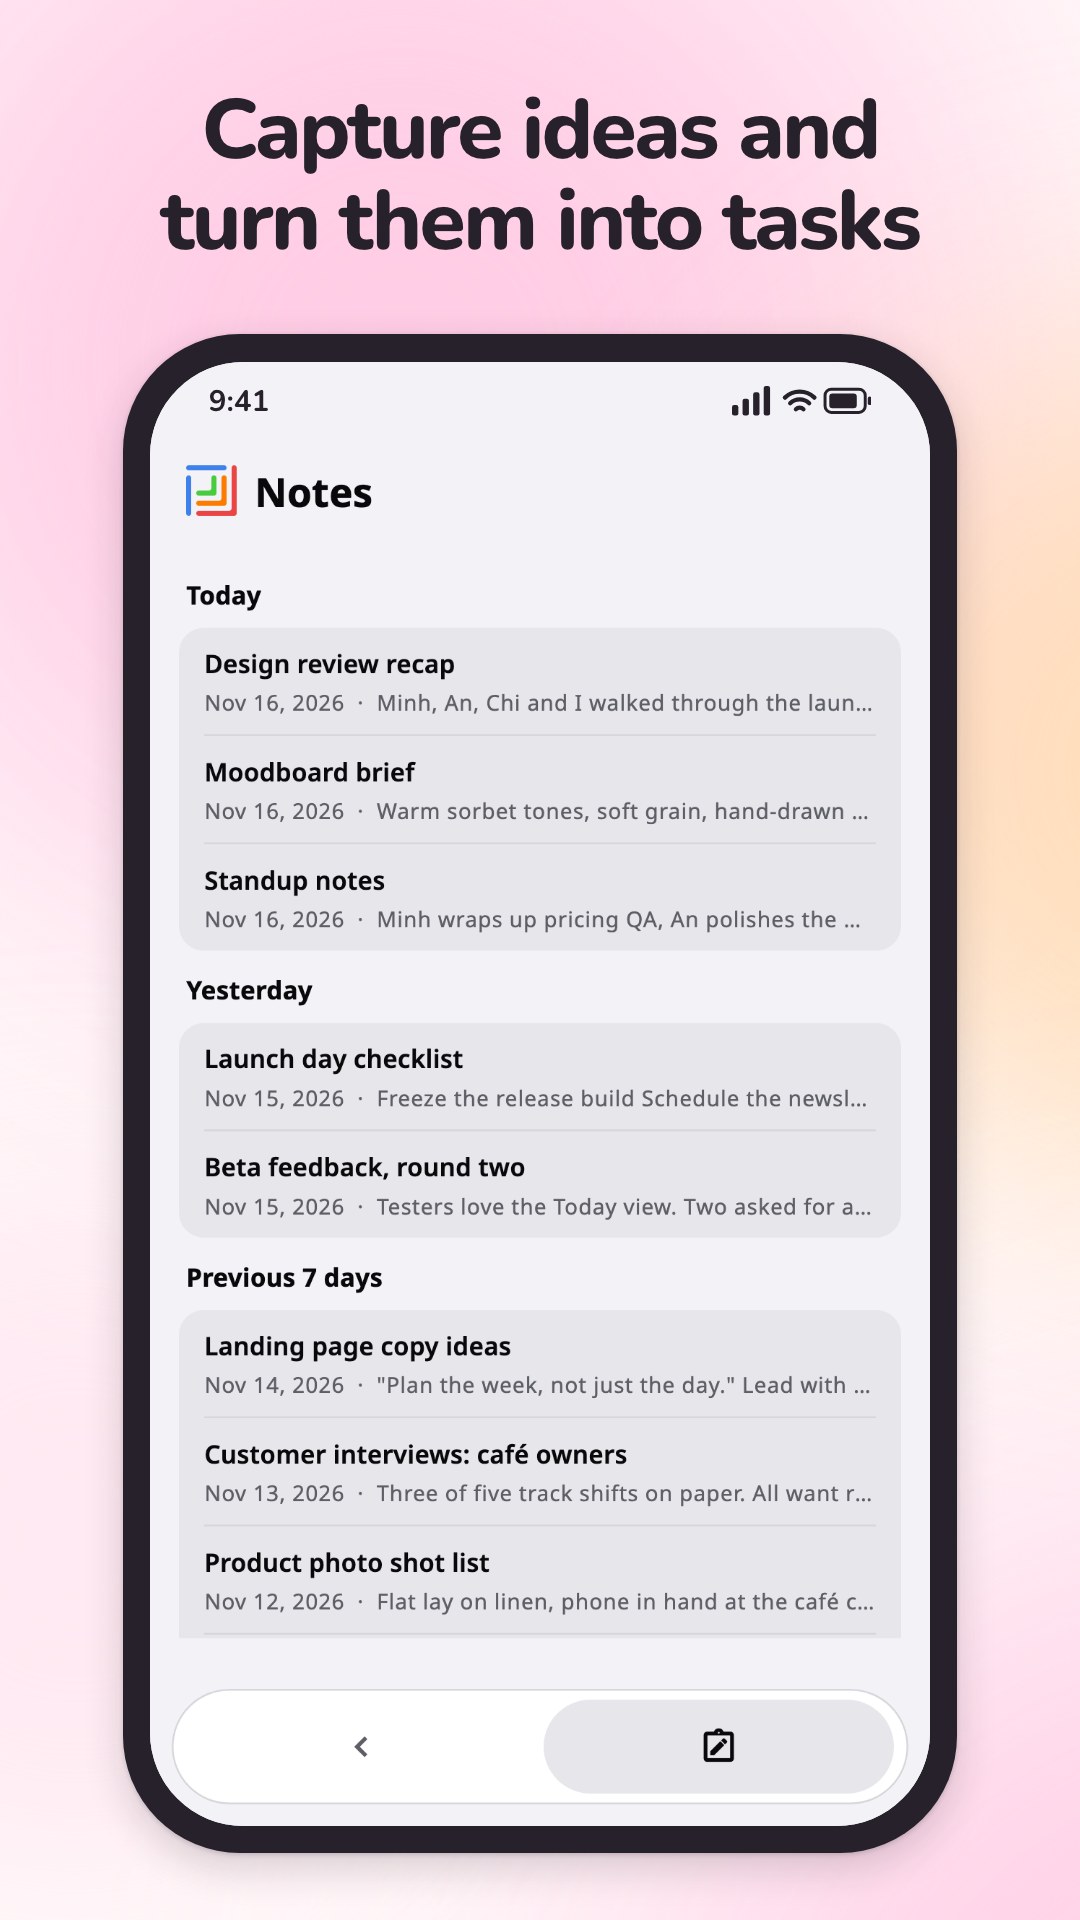 Capture ideas and
turn them into tasks
9:41
Notes
Today
Design review recap
Nov 16, 2026 · Minh, An, Chi and I walked through the laun...
Moodboard brief
Nov 16, 2026 · Warm sorbet tones, soft grain, hand-drawn ...
Standup notes
Nov 16, 2026 · Minh wraps up pricing QA, An polishes the ...
Yesterday
Launch day checklist
Nov 15, 2026 · Freeze the release build Schedule the newsl...
Beta feedback, round two
Nov 15, 2026 · Testers love the Today view. Two asked for a...
Previous 7 days
Landing page copy ideas
Nov 14, 2026 · "Plan the week, not just the day." Lead with ...
Customer interviews: café owners
Nov 13, 2026 · Three of five track shifts on paper. All want r...
Product photo shot list
Nov 12, 2026 · Flat lay on linen, phone in hand at the café c...